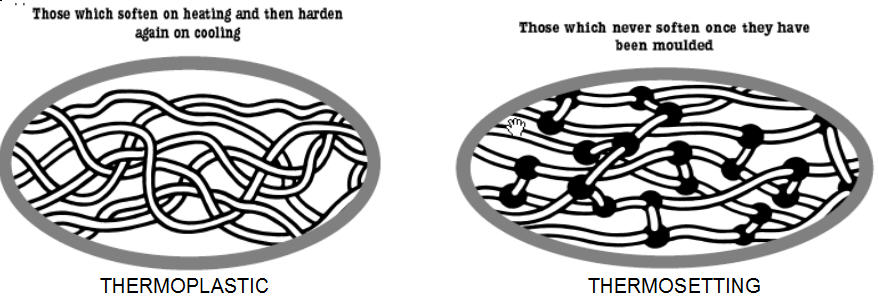 Those which soften on heating and then harden
again on cooling
Those which never soften once they have
been moulded
THERMOPLASTIC
THERMOSETTING